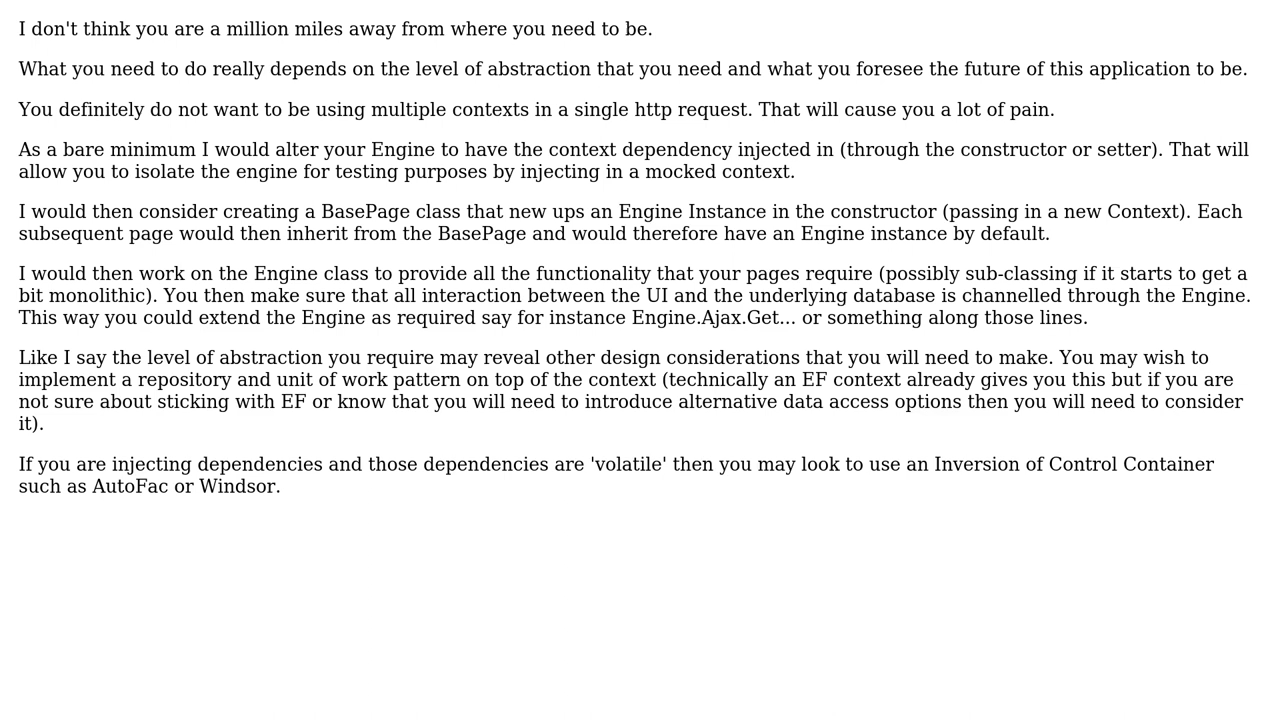 I don't think you are a million miles away from where you need to be.
What you need to do really depends on the level of abstraction that you need and what you foresee the future of this application to be.
You definitely do not want to be using multiple contexts in a single http request. That will cause you a lot of pain.
As a bare minimum I would alter your Engine to have the context dependency injected in (through the constructor or setter). That will
allow you to isolate the engine for testing purposes by injecting in a mocked context.
I would then consider creating a BasePage class that new ups an Engine Instance in the constructor (passing in a new Context). Each
subsequent page would then inherit from the BasePage and would therefore have an Engine instance by default.
I would then work on the Engine class to provide all the functionality that your pages require (possibly sub-classing if it starts to get a
bit monolithic). You then make sure that all interaction between the UI and the underlying database is channelled through the Engine.
This way you could extend the Engine as required say for instance Engine.Ajax.Get... or something along those lines.
Like I say the level of abstraction you require may reveal other design considerations that you will need to make. You may wish to
implement a repository and unit of work pattern on top of the context (technically an EF context already gives you this but if you are
not sure about sticking with EF or know that you will need to introduce alternative data access options then you will need to consider
it).
If you are injecting dependencies and those dependencies are 'volatile' then you may look to use an Inversion of Control Container
such as AutoFac or Windsor.